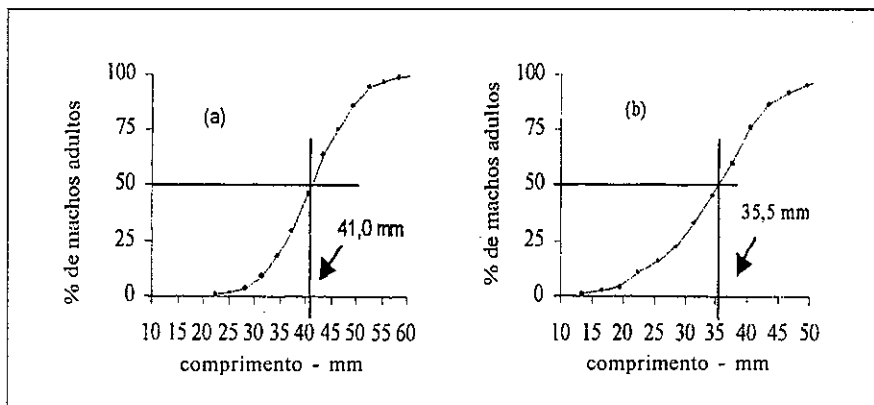 % de machos adultos
100
75
50
25
0
(a)
41,0 mm
10 15 20 25 30 35 40 45 50 55 60
comprimento - mm
% de machos adultos
100
75
50
25
0
(b)
35,5 mm
10 15 20 25 30 35 40 45 50
comprimento - mm